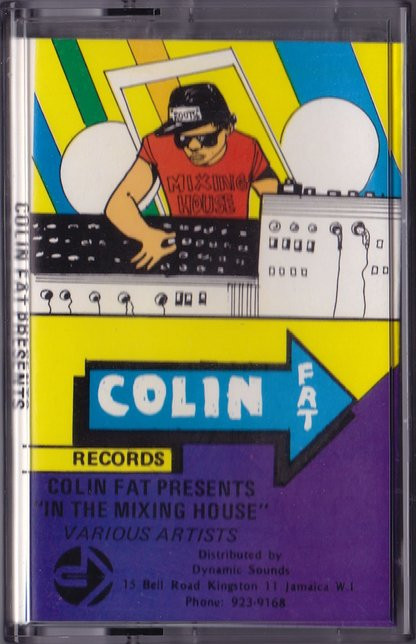 MIXING
HOUSE
COLIN FAT PRESENTS
COLIN
FAT
RECORDS
COLIN FAT PRESENTS
"IN THE MIXING HOUSE"
VARIOUS ARTISTS
Distributed by
Dynamic Sounds
15 Bell Road Kingston 11 Jamaica W.I
Phone: 923-9168